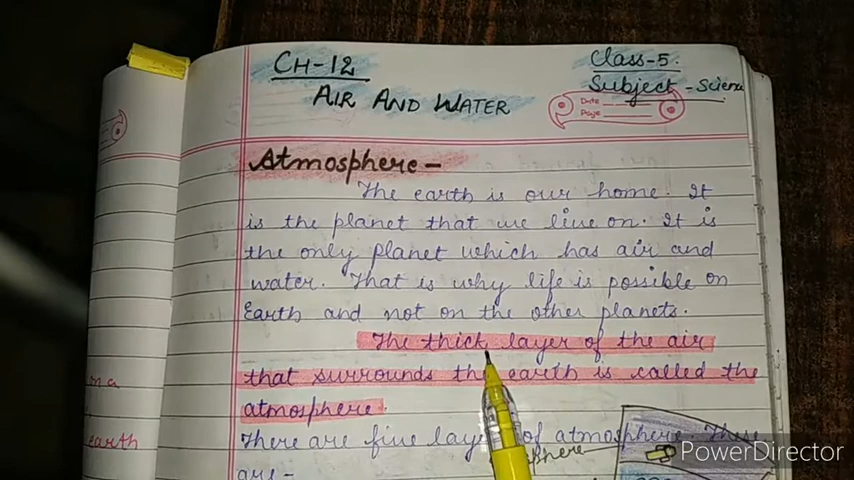 CH-12
Class-5.
AIR AND WATER
Subject - Scien
Date
Page
Atmosphere -
The earth is our home. It
is the planet that we live on. It is
the only planet which has air and
water. That is why life is possible on
Earth and not on the other planets.
The thick layer of the air
that surrounds the earth is called the
atmosphere.
There are five layer of atmosphere. These
are -
earth
PowerDirector